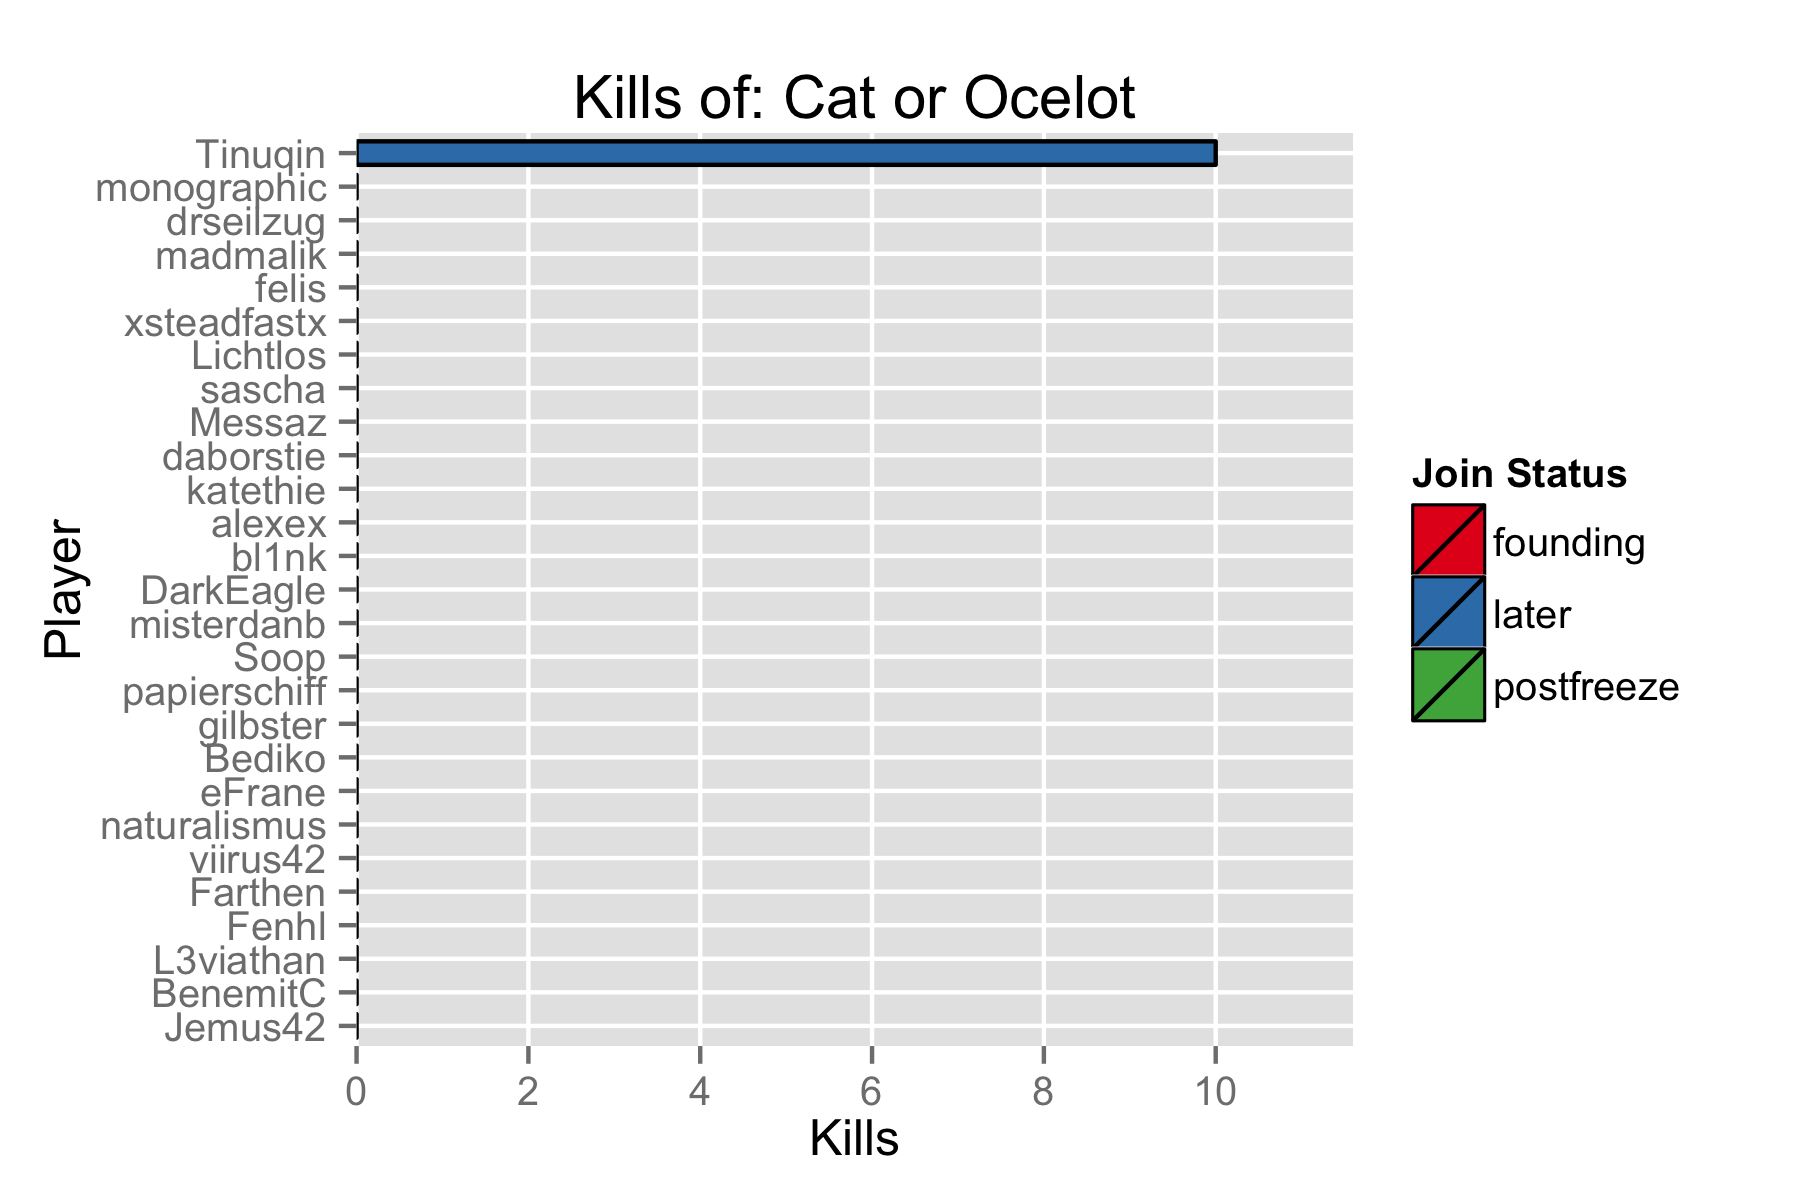 Kills of: Cat or Ocelot
Tinuqin
monographic
drseilzug
madmalik
felis
xsteadfastx
Lichtlos
sascha
Messaz
daborstie
katethie
alexex
bl1nk
DarkEagle
misterdanb
Soop
papierschiff
gilbster
Bediko
eFrane
naturalismus
viirus42
Farthen
Fenhl
L3viathan
BenemitC
Jemus42
Player
0 2 4 6 8 10
Kills
Join Status
founding
later
postfreeze